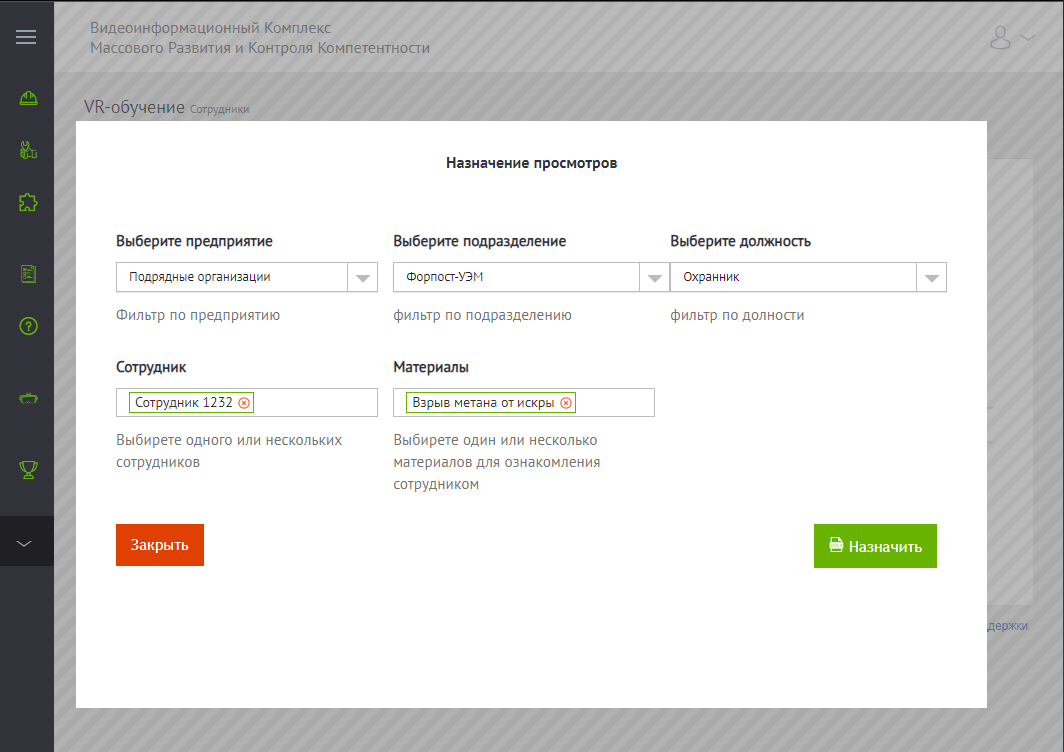 Видеоинформационный Комплекс
Массового Развития и Контроля Компетентности
VR-обучение Сотрудники
Назначение просмотров
Выберите предприятие
Выберите подразделение
Выберите должность
Подрядные организации
Форпост-УЭМ
Охранник
Фильтр по предприятию
фильтр по подразделению
фильтр по долности
Сотрудник
Материалы
Сотрудник 1232
Взрыв метана от искры
Выбирете одного или нескольких
сотрудников
Выбирете один или несколько
материалов для ознакомления
сотрудником
Закрыть
Назначить
держки